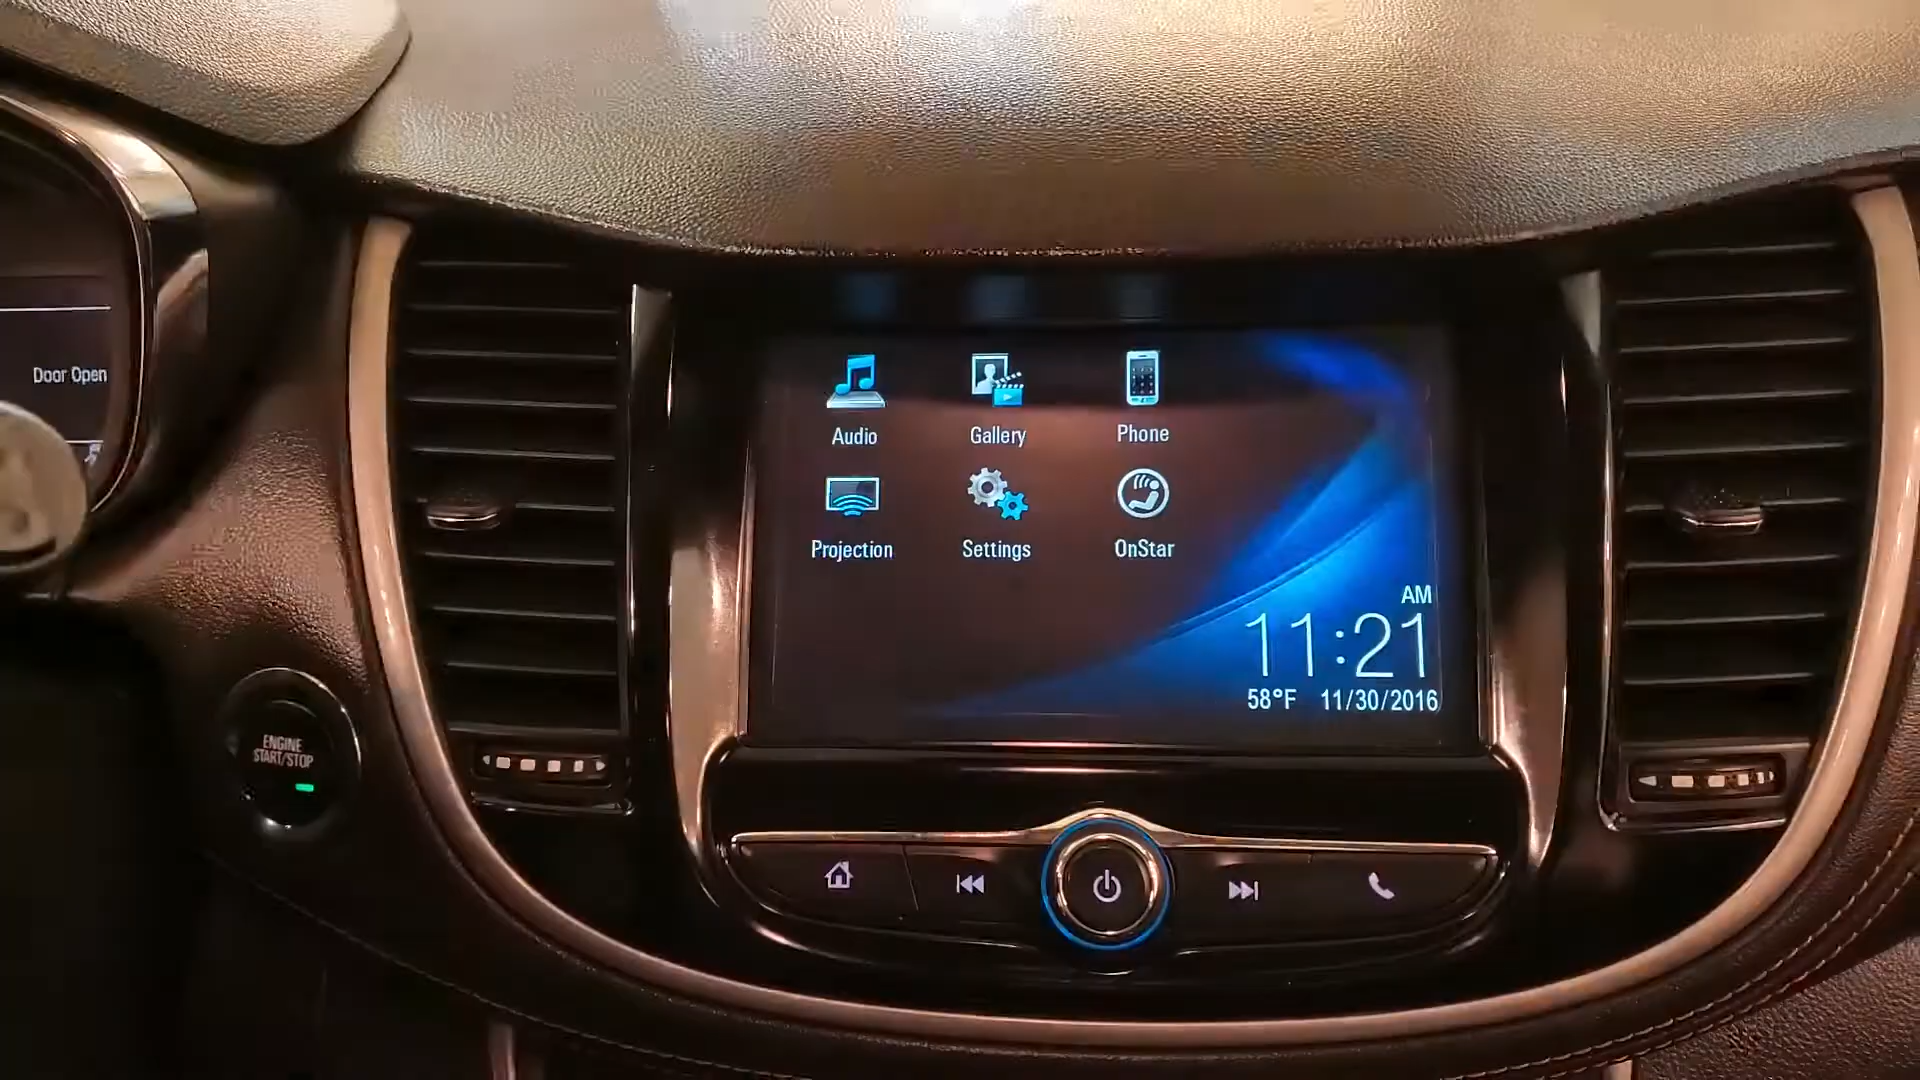 Door Open
Audio
Gallery
Phone
Projection
Settings
OnStar
AM
11:21
58°F 11/30/2016
ENGINE
START/STOP